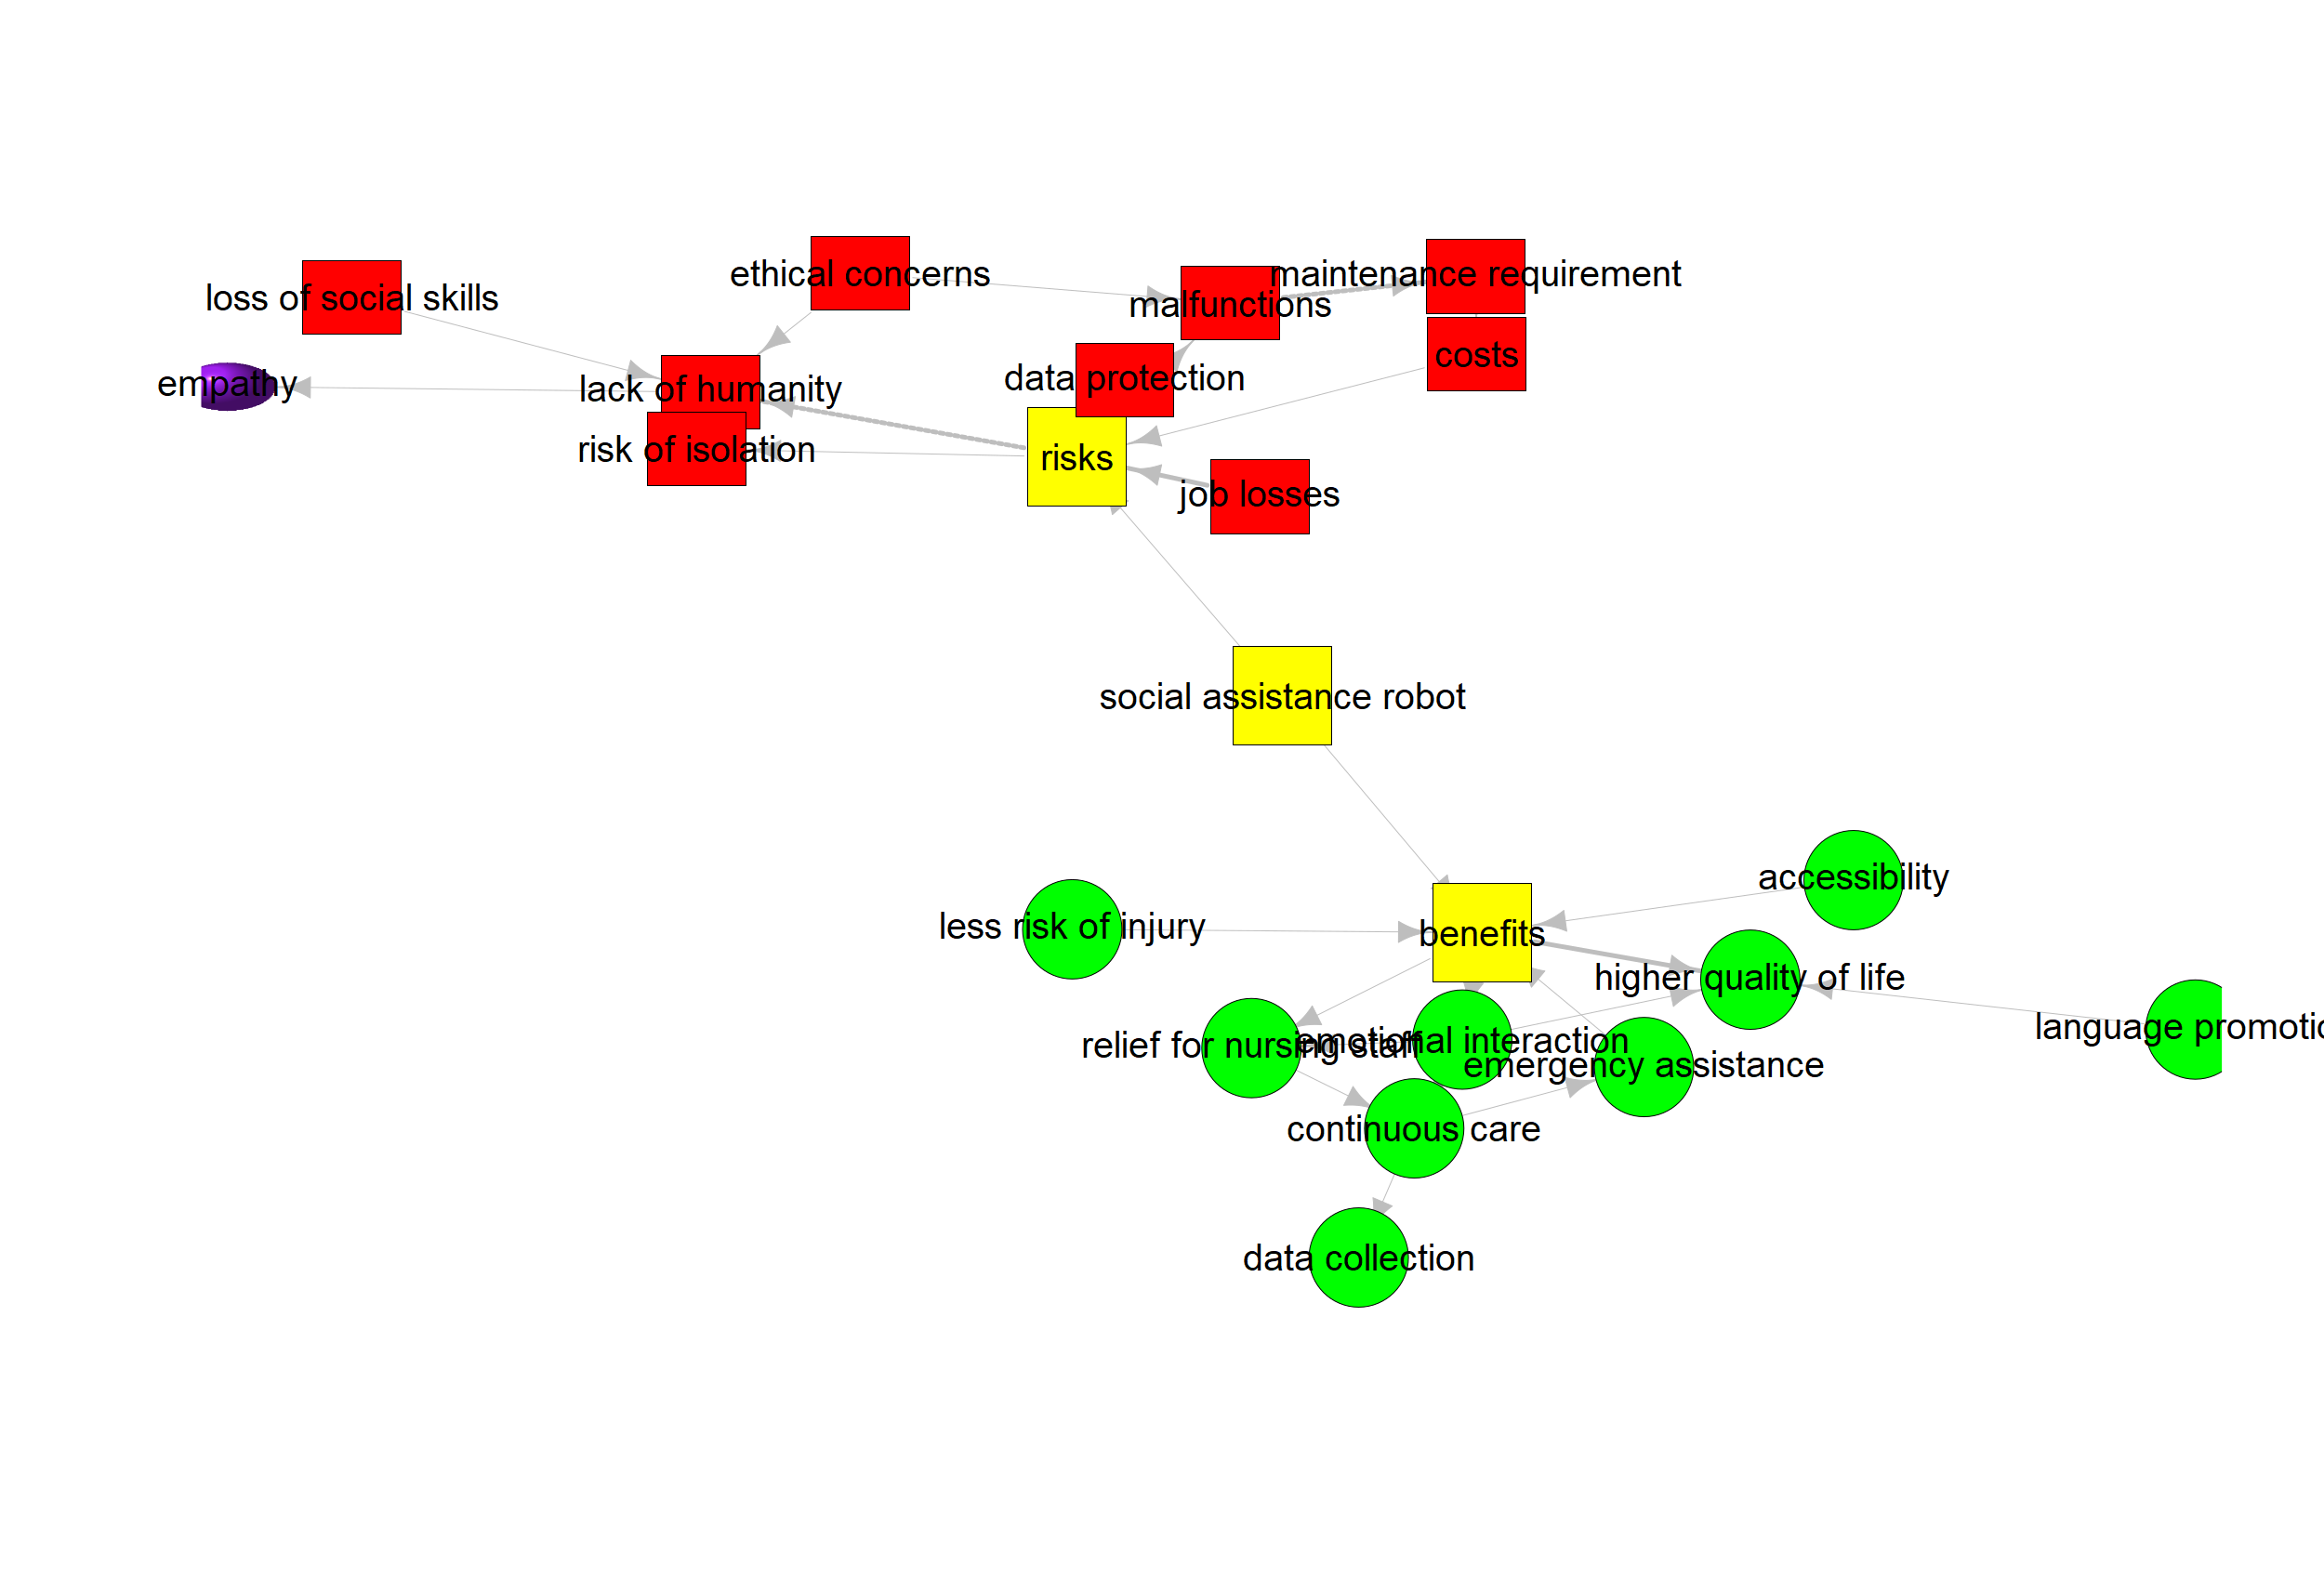 ethical concerns
maintenance requirement
loss of social skills
malfunctions
costs
empathy
lack of humanity
data protection
risk of isolation
risks
job losses
social assistance robot
accessibility
less risk of injury
benefits
higher quality of life
language promotio
relief for nursing staff
emotional interaction
emergency assistance
continuous care
data collection